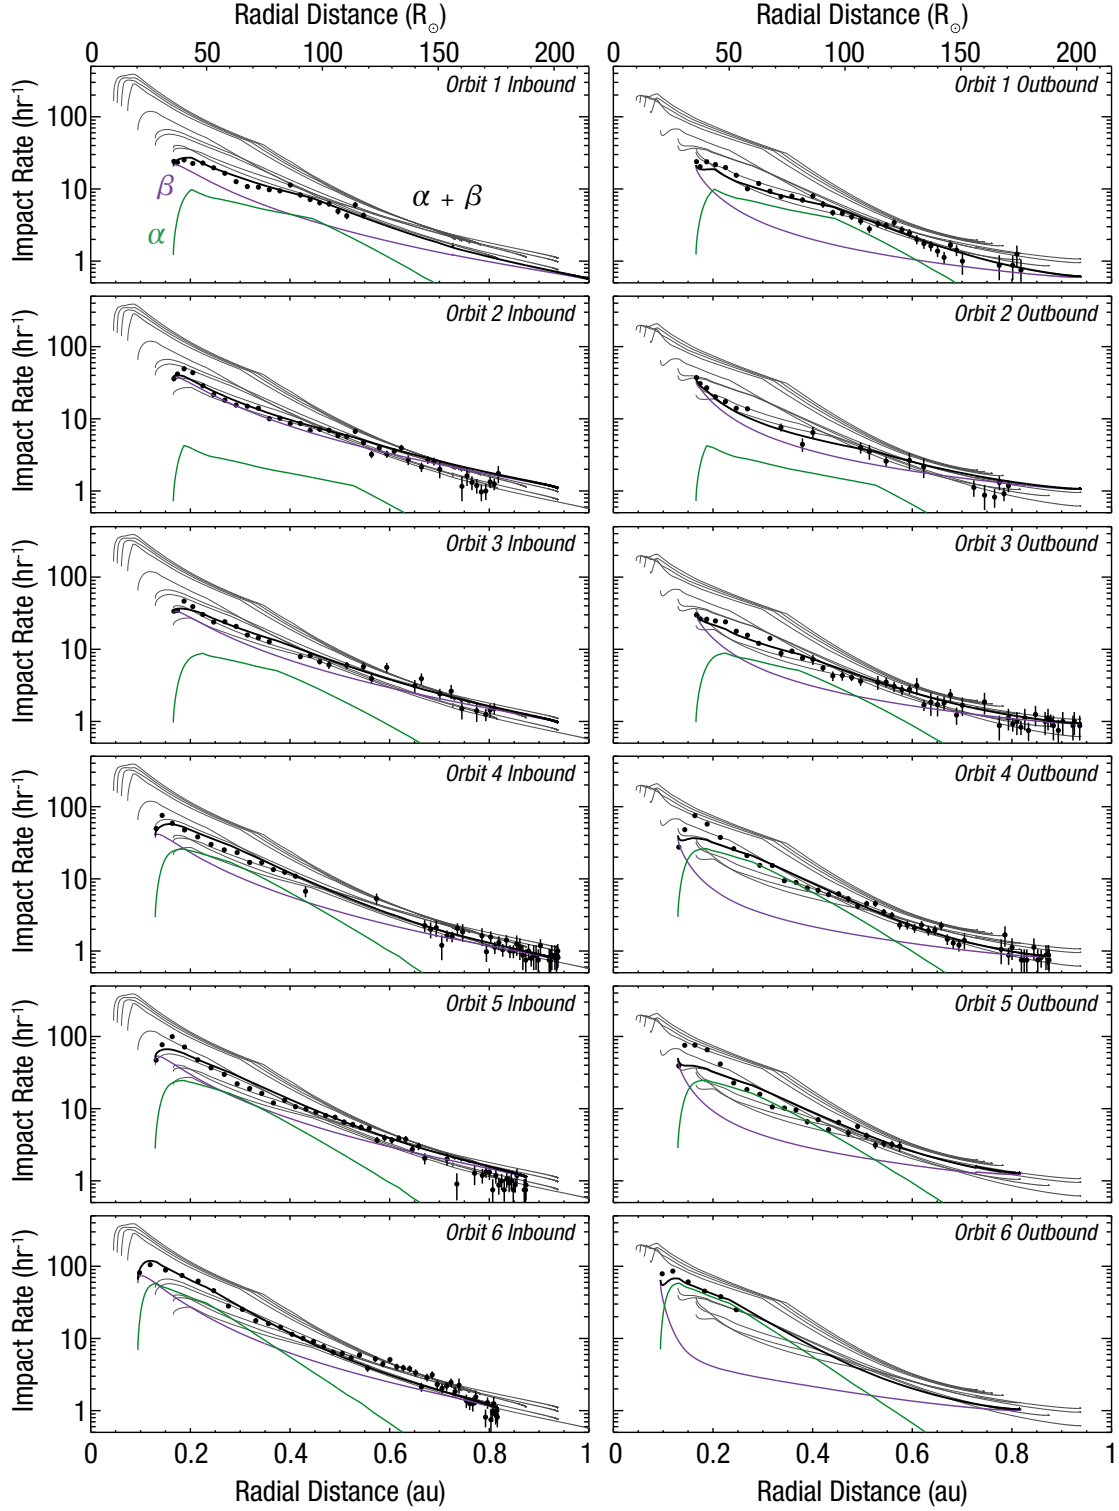 Radial Distance (R☉)
Radial Distance (R☉)
0 50 100 150 200
0 50 100 150 200
Impact Rate (hr⁻¹)
100
10
1
Orbit 1 Inbound
β
α
α + β
Orbit 1 Outbound
Impact Rate (hr⁻¹)
100
10
1
Orbit 2 Inbound
Orbit 2 Outbound
Impact Rate (hr⁻¹)
100
10
1
Orbit 3 Inbound
Orbit 3 Outbound
Impact Rate (hr⁻¹)
100
10
1
Orbit 4 Inbound
Orbit 4 Outbound
Impact Rate (hr⁻¹)
100
10
1
Orbit 5 Inbound
Orbit 5 Outbound
Impact Rate (hr⁻¹)
100
10
1
Orbit 6 Inbound
Orbit 6 Outbound
0 0.2 0.4 0.6 0.8
0 0.2 0.4 0.6 0.8 1
Radial Distance (au)
Radial Distance (au)